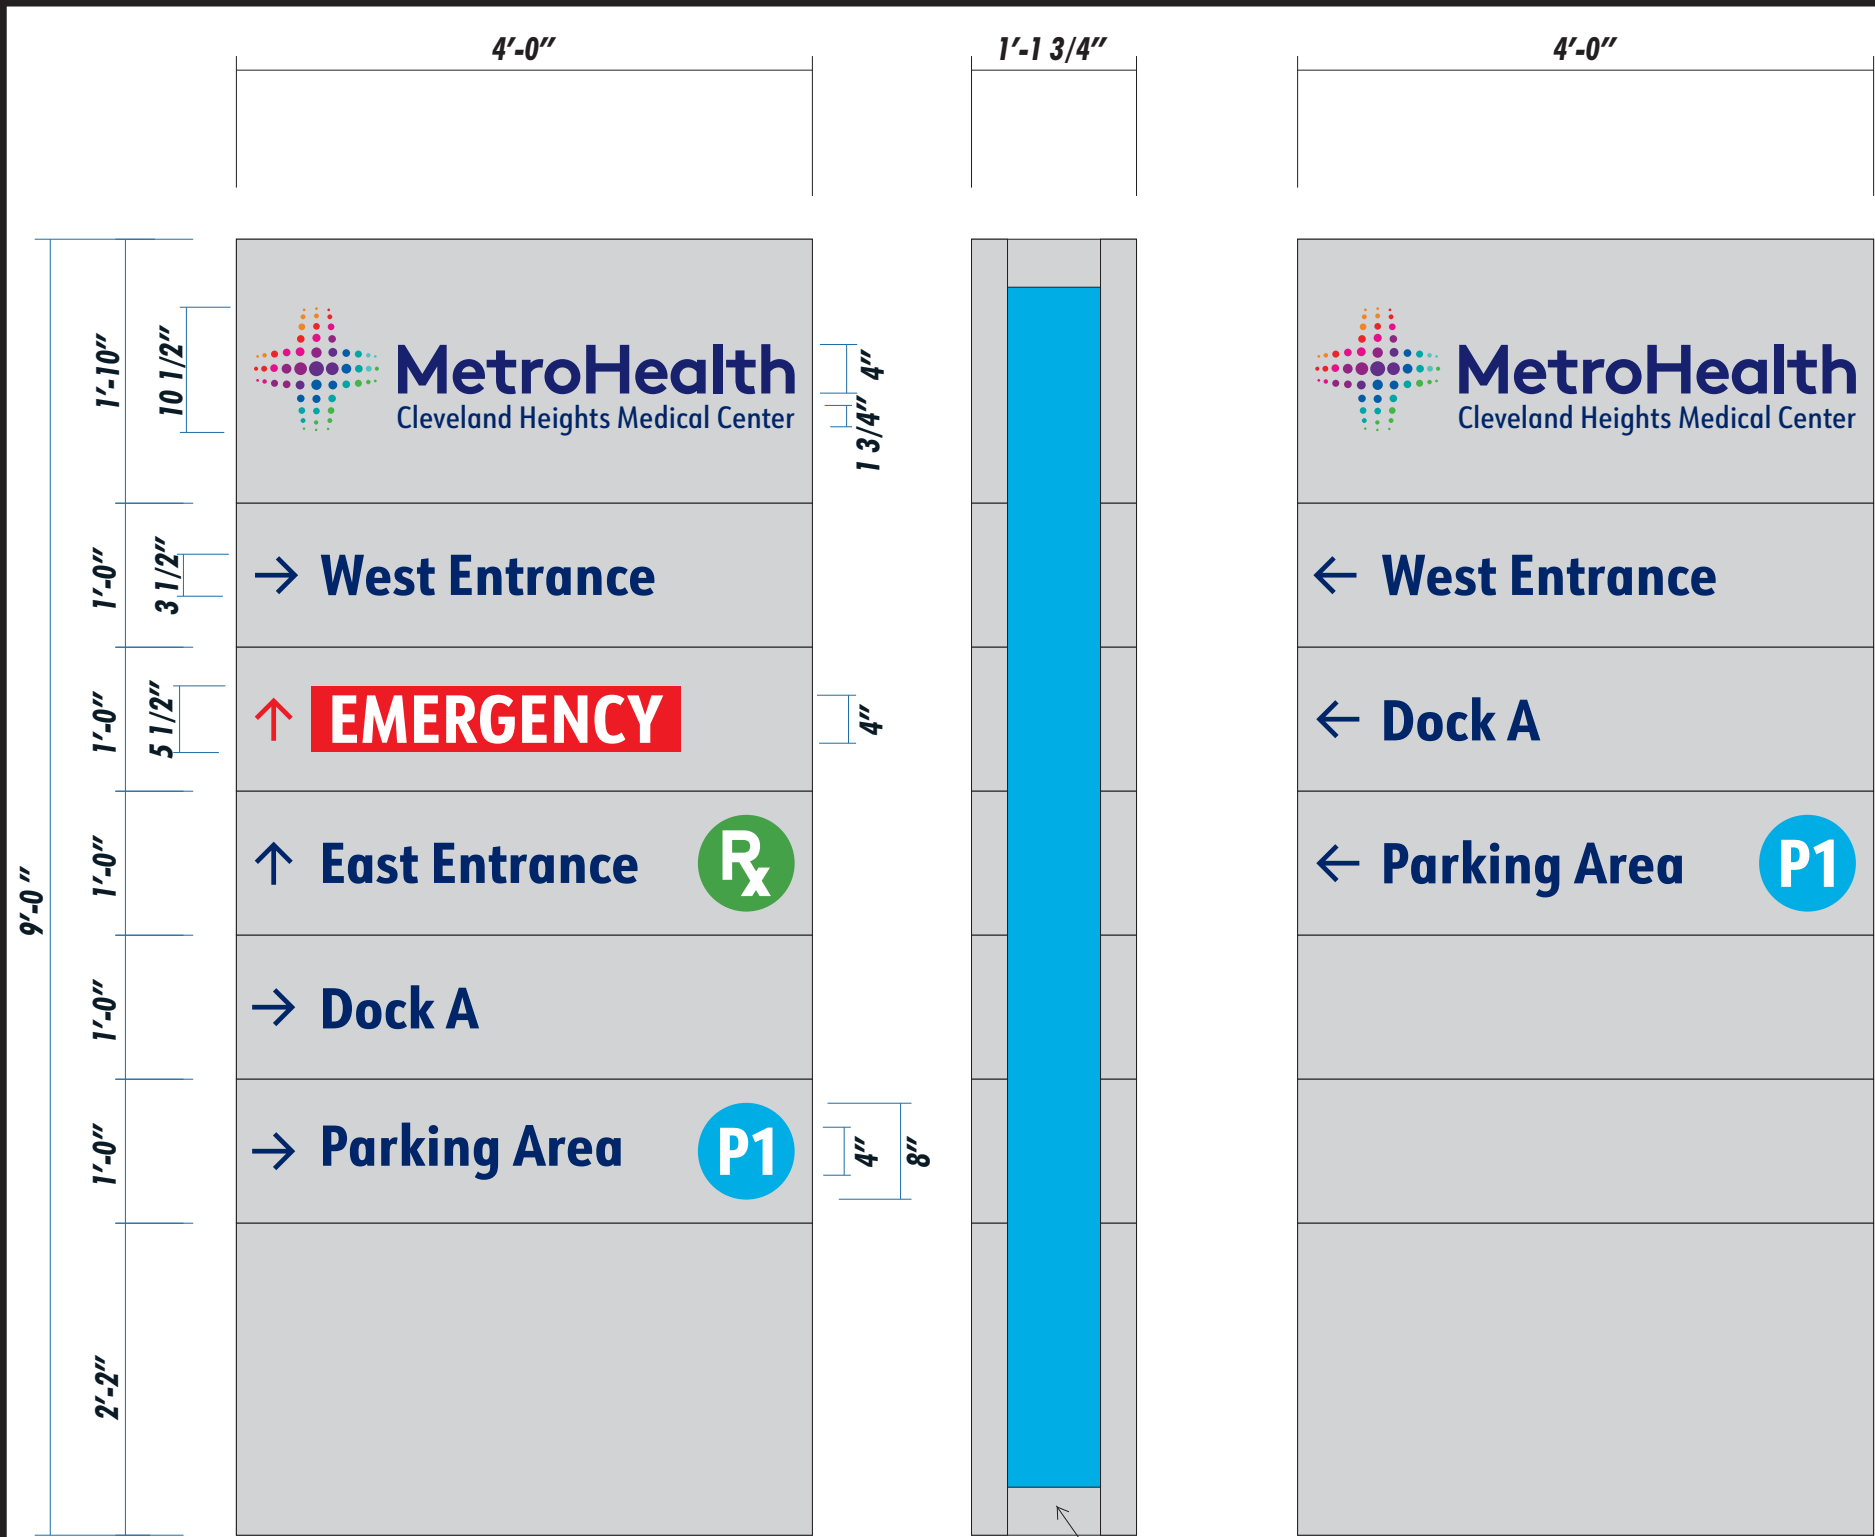 4'-0"
1'-1 3/4"
4'-0"
9'-0"
1'-10"
10 1/2"
MetroHealth
Cleveland Heights Medical Center
4"
1 3/4"
MetroHealth
Cleveland Heights Medical Center
1'-0"
3 1/2"
→ West Entrance
← West Entrance
1'-0"
5 1/2"
↑ EMERGENCY
4"
← Dock A
1'-0"
↑ East Entrance Rx
← Parking Area P1
1'-0"
→ Dock A
1'-0"
→ Parking Area P1
4"
8"
2'-2"